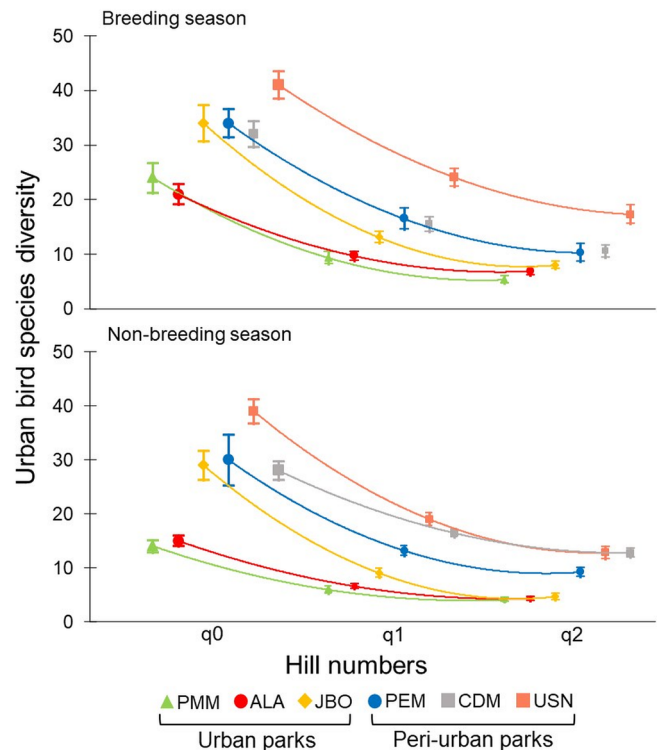 Breeding season
50
40
30
20
10
0
Non-breeding season
50
40
30
20
10
0
Urban bird species diversity
q0 q1 q2
Hill numbers
PMM ALA JBO PEM CDM USN
Urban parks Peri-urban parks